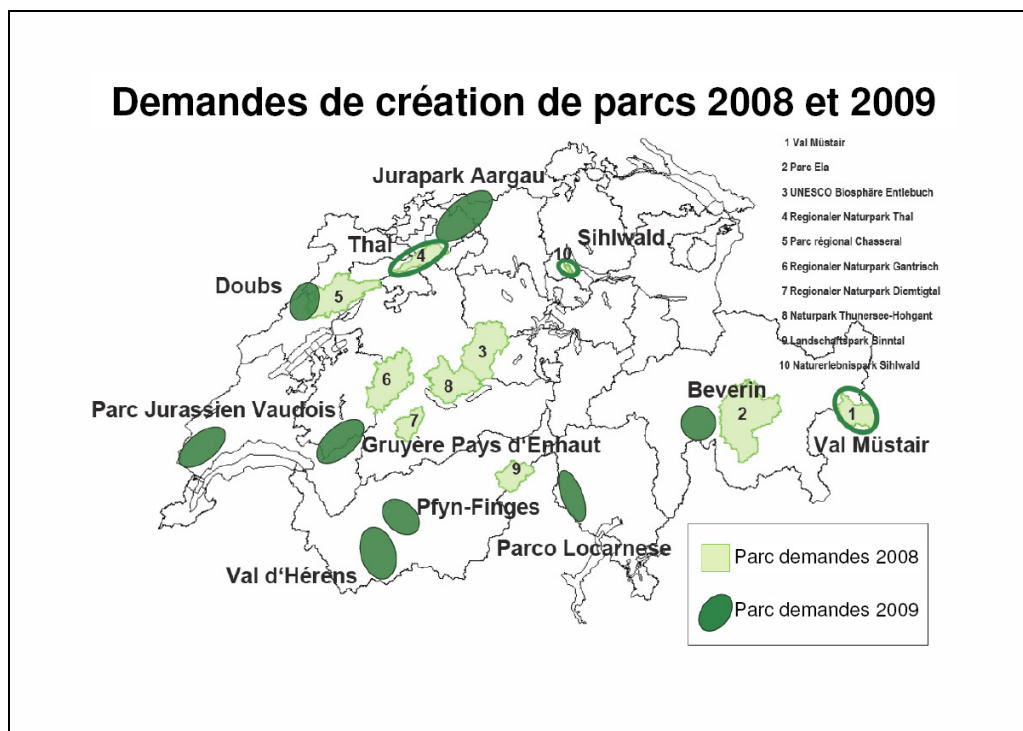 Demandes de création de parcs 2008 et 2009
1 Val Müstair
2 Parc Ela
3 UNESCO Biosphäre Entlebuch
4 Regionaler Naturpark Thal
5 Parc régional Chasseral
6 Regionaler Naturpark Gantrisch
7 Regionaler Naturpark Diemtigtal
8 Naturpark Thunersee-Hohgant
9 Landschaftspark Binntal
10 Naturerlebnispark Sihlwald
Jurapark Aargau
Thal
4
Sihlwald
10
Doubs
5
3
6
8
7
Beverin
2
1
Val Müstair
Parc Jurassien Vaudois
Gruyère Pays d'Enhaut
9
Pfyn-Finges
Parco Locarnese
Val d'Hérens
Parc demandes 2008
Parc demandes 2009